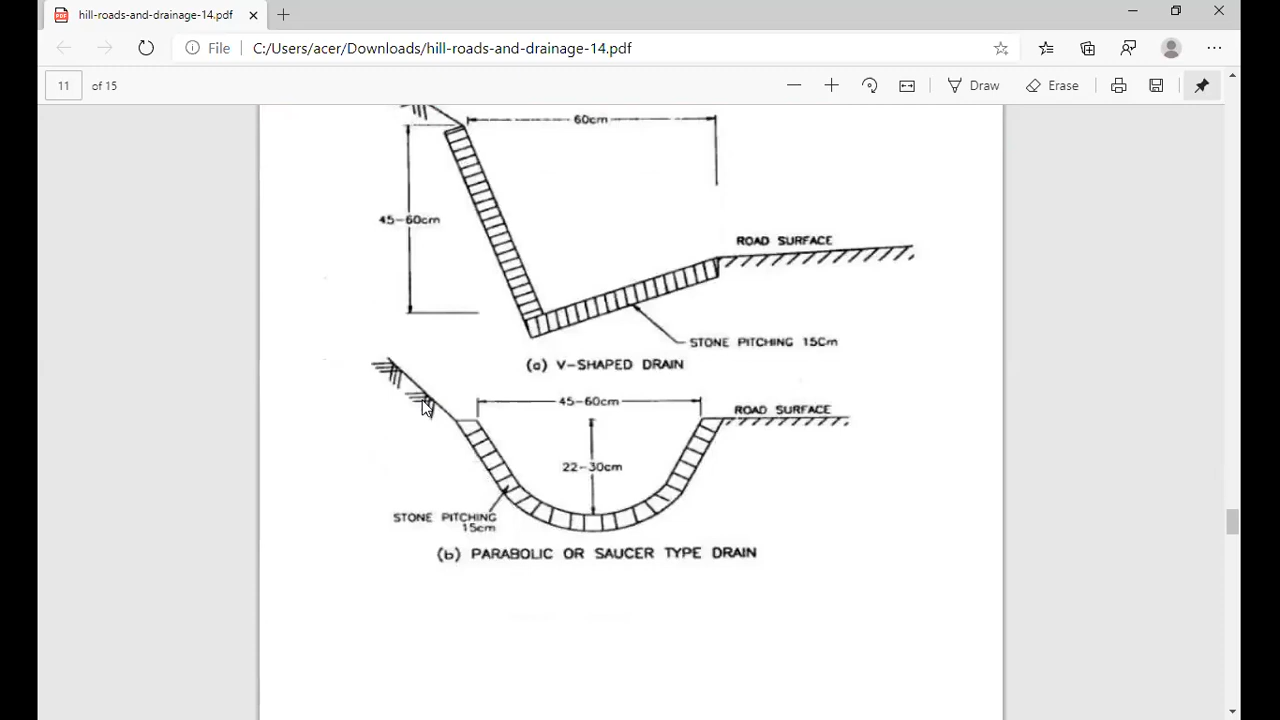 hill-roads-and-drainage-14.pdf
File C:/Users/acer/Downloads/hill-roads-and-drainage-14.pdf
11 of 15 Draw Erase
60cm
45-60cm
ROAD SURFACE
STONE PITCHING 15Cm
(a) V-SHAPED DRAIN
45-60cm
ROAD SURFACE
22-30cm
STONE PITCHING
15cm
(b) PARABOLIC OR SAUCER TYPE DRAIN